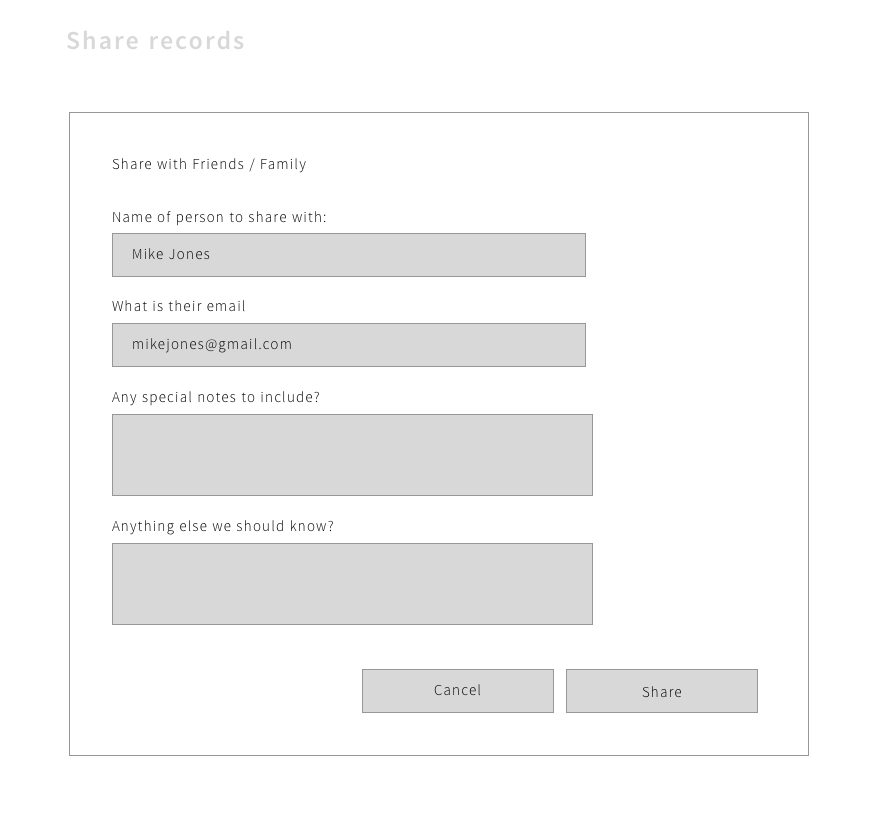 Share records
Share with Friends / Family
Name of person to share with:
Mike Jones
What is their email
mikejones@gmail.com
Any special notes to include?
Anything else we should know?
Cancel
Share